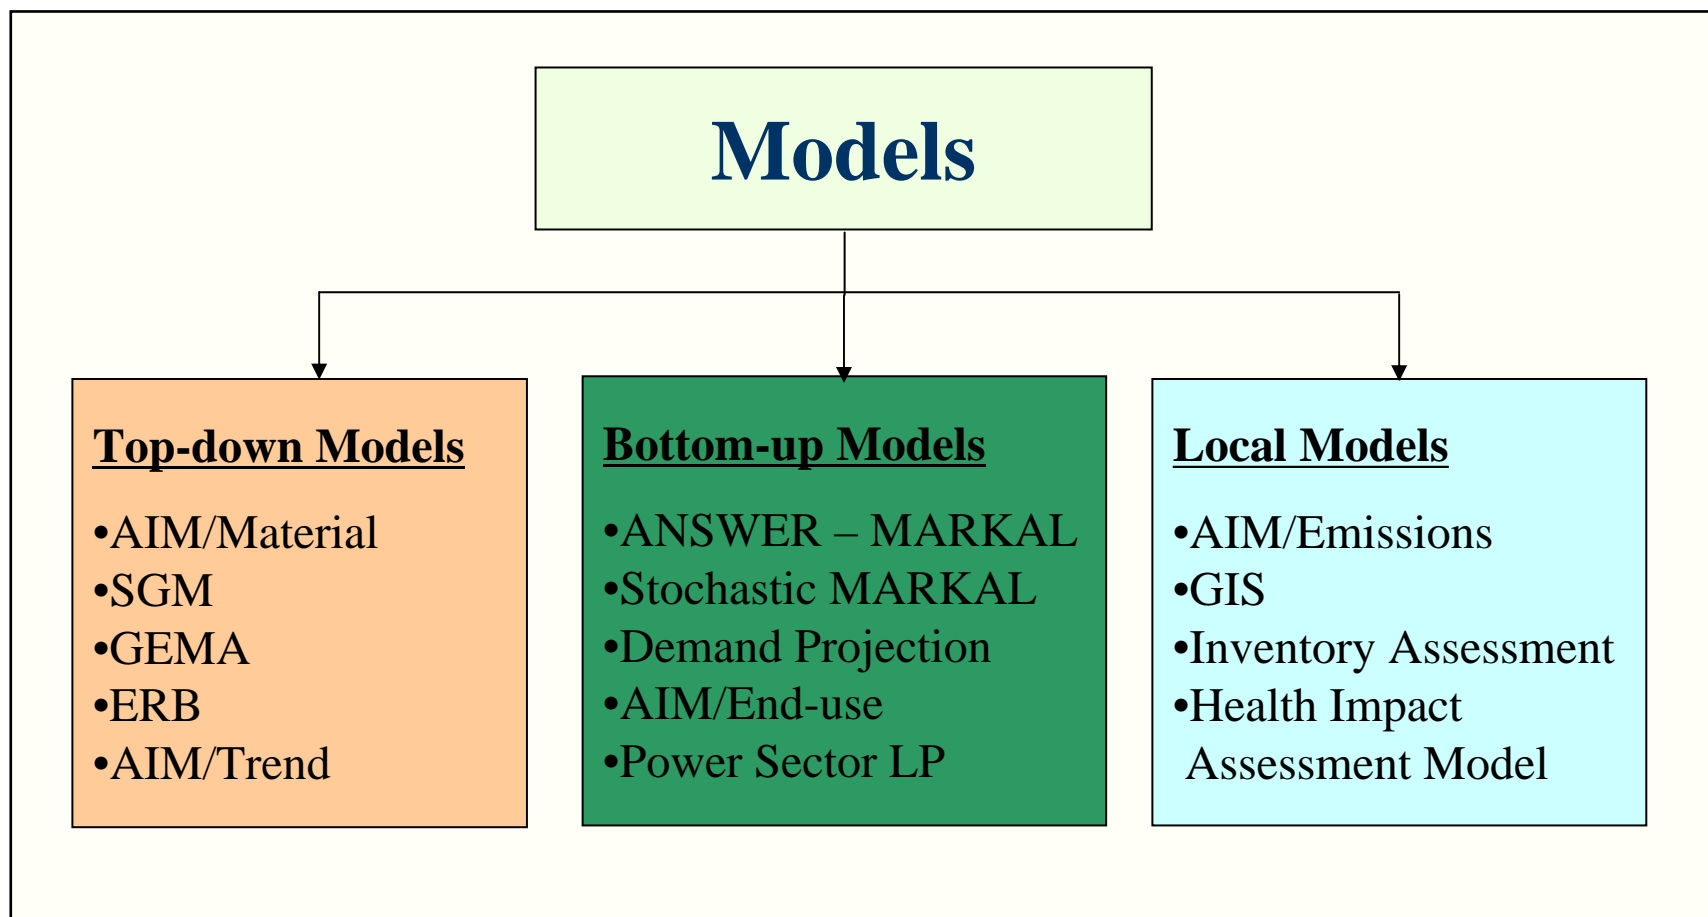 Models
Top-down Models
•AIM/Material
•SGM
•GEMA
•ERB
•AIM/Trend
Bottom-up Models
•ANSWER – MARKAL
•Stochastic MARKAL
•Demand Projection
•AIM/End-use
•Power Sector LP
Local Models
•AIM/Emissions
•GIS
•Inventory Assessment
•Health Impact
Assessment Model